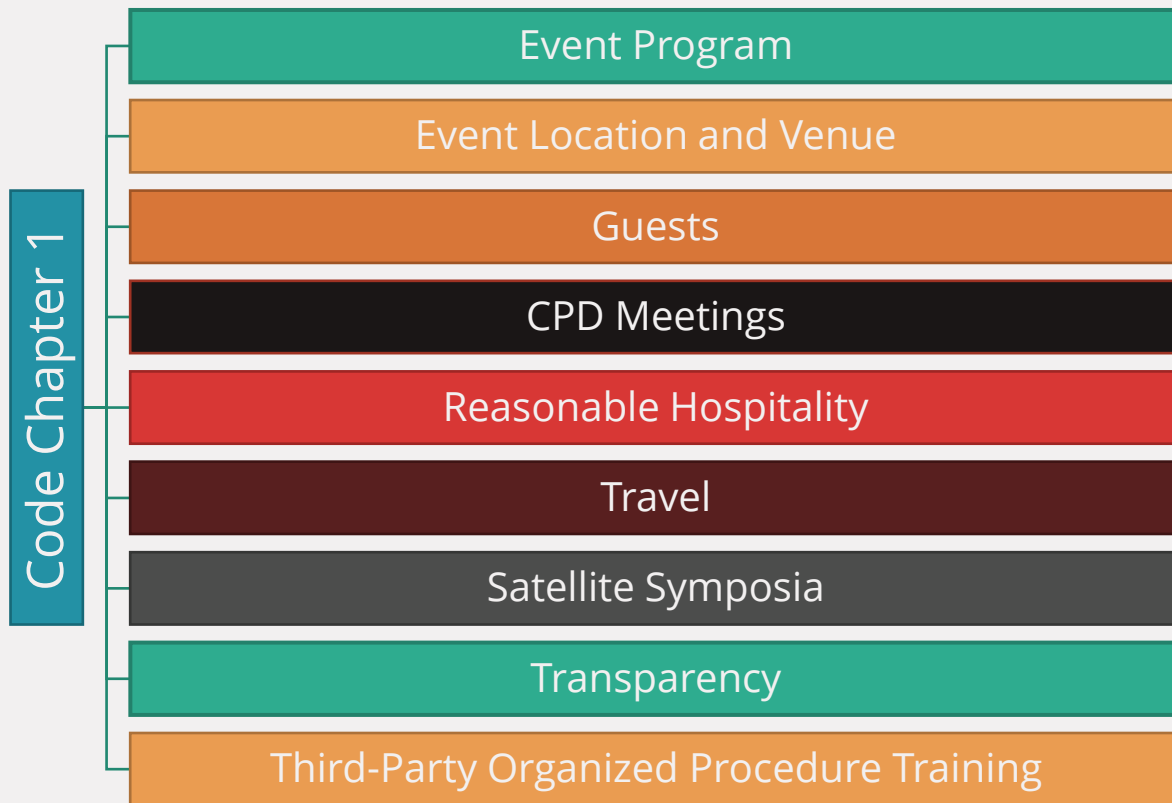 Code Chapter 1
Event Program
Event Location and Venue
Guests
CPD Meetings
Reasonable Hospitality
Travel
Satellite Symposia
Transparency
Third-Party Organized Procedure Training